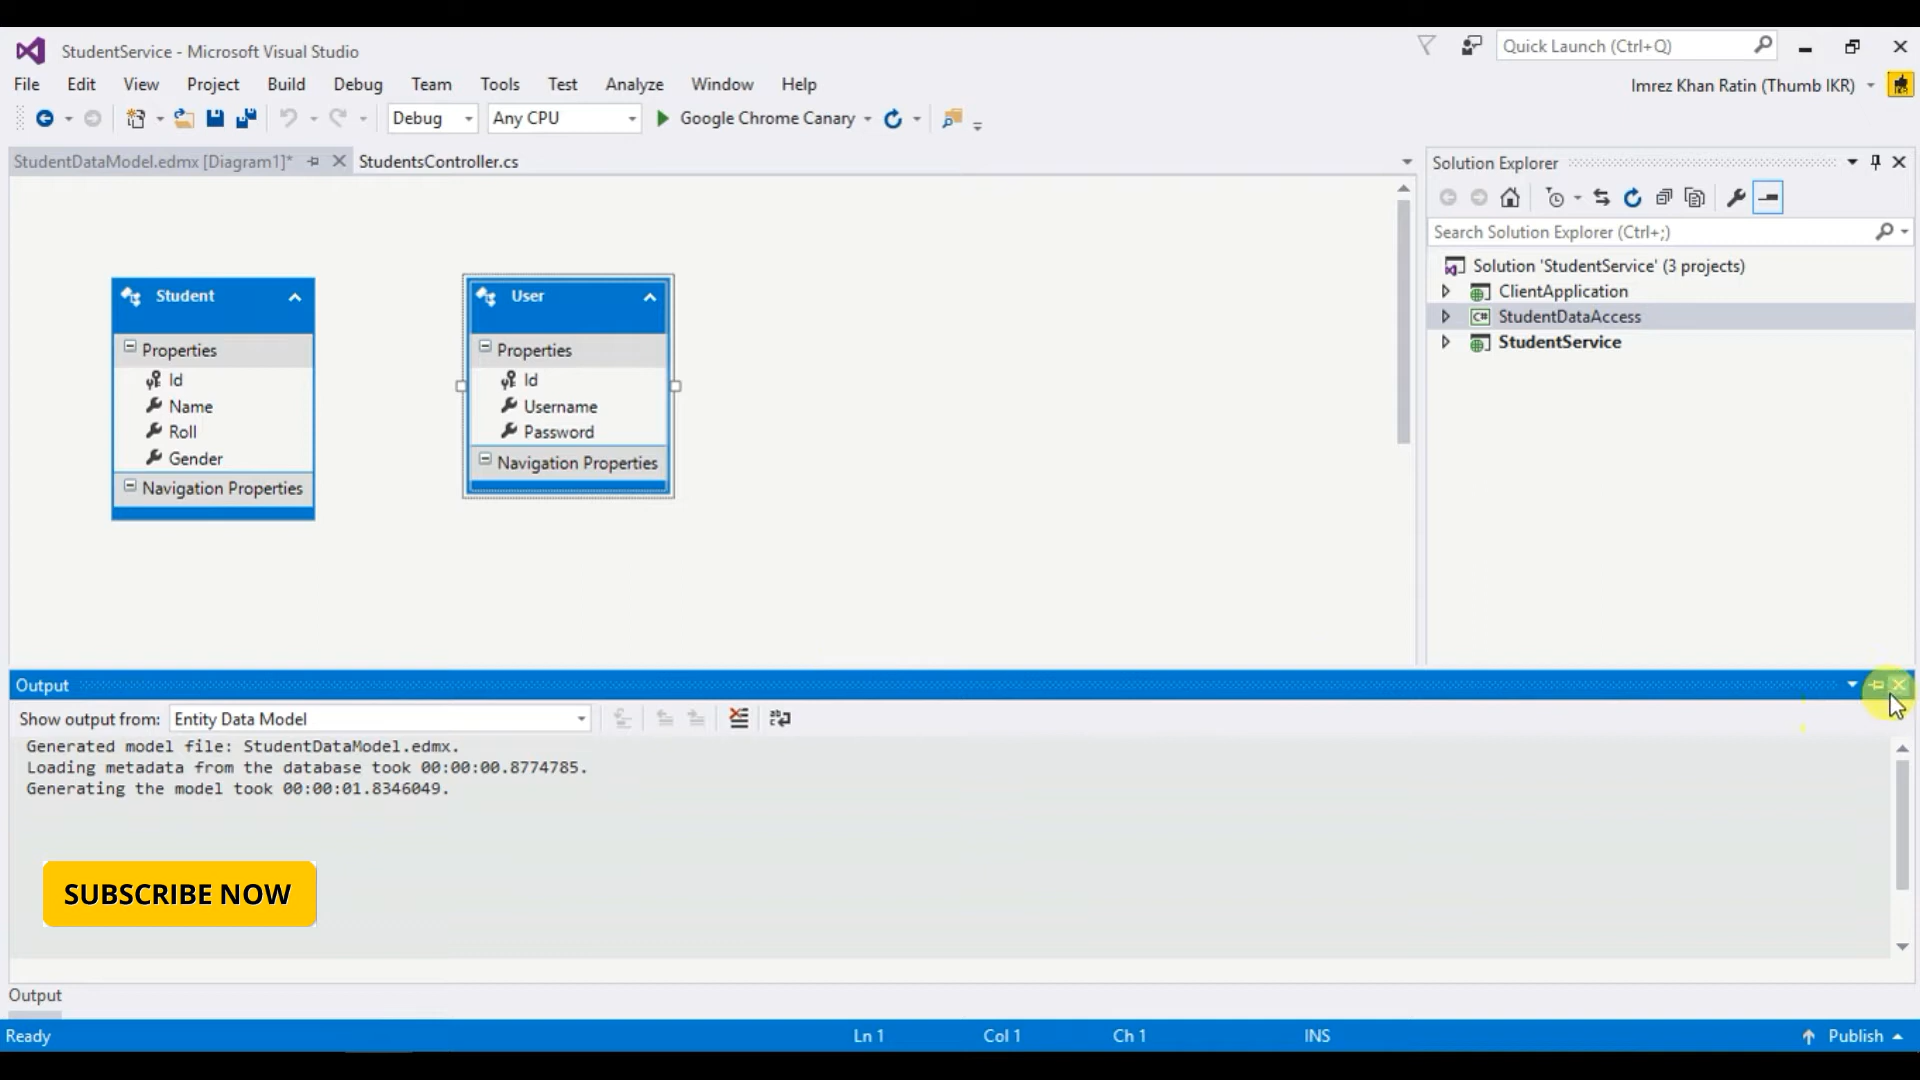 StudentService - Microsoft Visual Studio
Quick Launch (Ctrl+Q)
File Edit View Project Build Debug Team Tools Test Analyze Window Help
Imrez Khan Ratin (Thumb IKR)
Debug Any CPU Google Chrome Canary
StudentDataModel.edmx [Diagram1]* StudentsController.cs
Solution Explorer
Search Solution Explorer (Ctrl+;)
Solution 'StudentService' (3 projects)
ClientApplication
C# StudentDataAccess
StudentService
Student
Properties
Id
Name
Roll
Gender
Navigation Properties
User
Properties
Id
Username
Password
Navigation Properties
Output
Show output from: Entity Data Model
Generated model file: StudentDataModel.edmx.
Loading metadata from the database took 00:00:00.8774785.
Generating the model took 00:00:01.8346049.
SUBSCRIBE NOW
Output
Ready Ln 1 Col 1 Ch 1 INS Publish